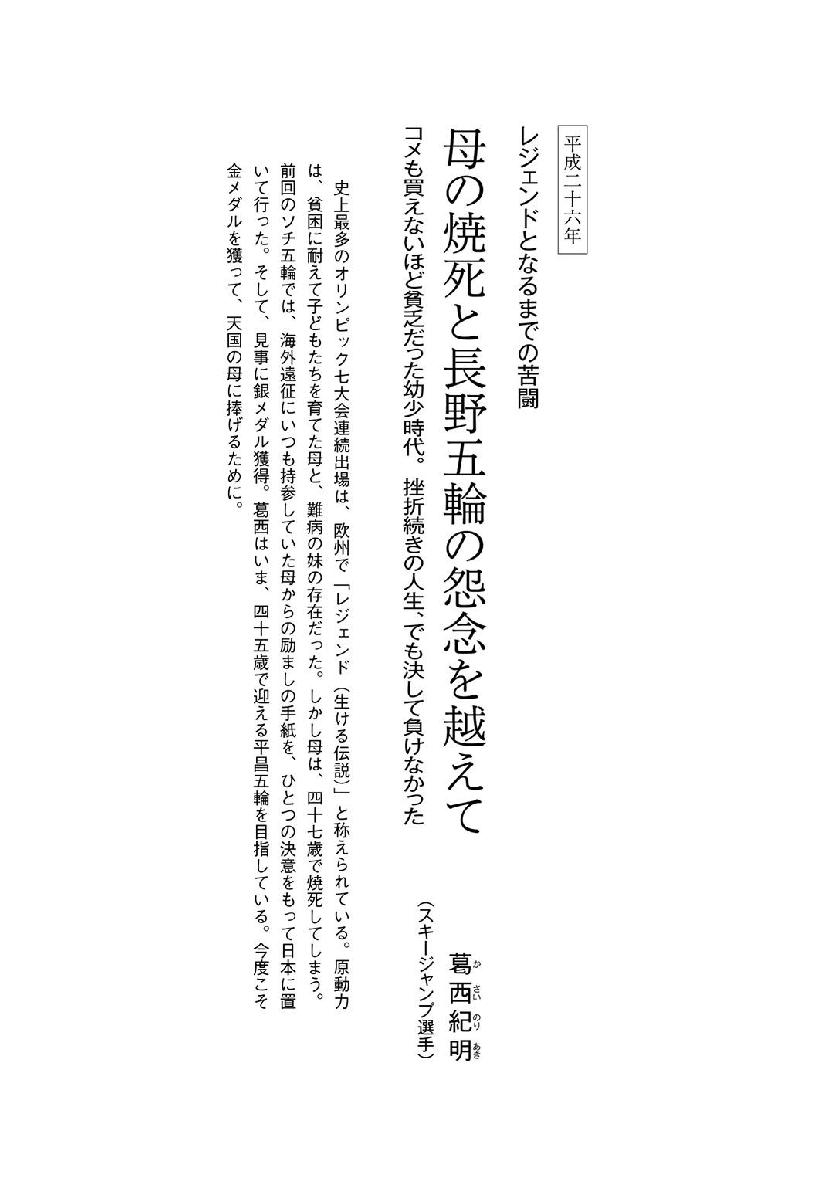 平成二十六年
レジェンドとなるまでの苦闘
母の焼死と長野五輪の怨念を越えて
コメも買えないほど貧乏だった幼少時代。挫折続きの人生、でも決して負けなかった
葛西紀明
かさいのりあき
（スキージャンプ選手）
史上最多のオリンピック七大会連続出場は、欧州で「レジェンド（生ける伝説）」と称えられている。原動力
は、貧困に耐えて子どもたちを育てた母と、難病の妹の存在だった。しかし母は、四十七歳で焼死してしまう。
前回のソチ五輪では、海外遠征にいつも持参していた母からの励ましの手紙を、ひとつの決意をもって日本に置
いて行った。そして、見事に銀メダル獲得。葛西はいま、四十五歳で迎える平昌五輪を目指している。今度こそ
金メダルを獲って、天国の母に捧げるために。